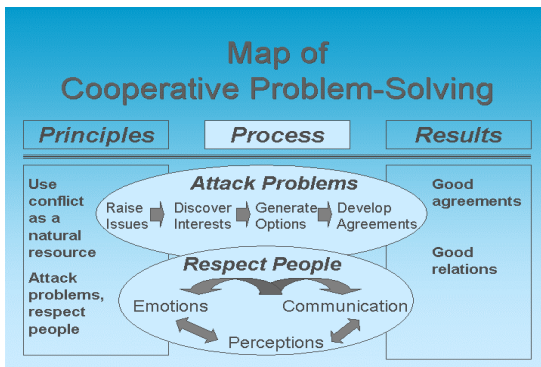 Map of
Cooperative Problem-Solving
Principles
Process
Results
Use
conflict
as a
natural
resource
Attack
problems,
respect
people
Attack Problems
Raise
Issues
Discover
Interests
Generate
Options
Develop
Agreements
Respect People
Emotions
Communication
Perceptions
Good
agreements
Good
relations